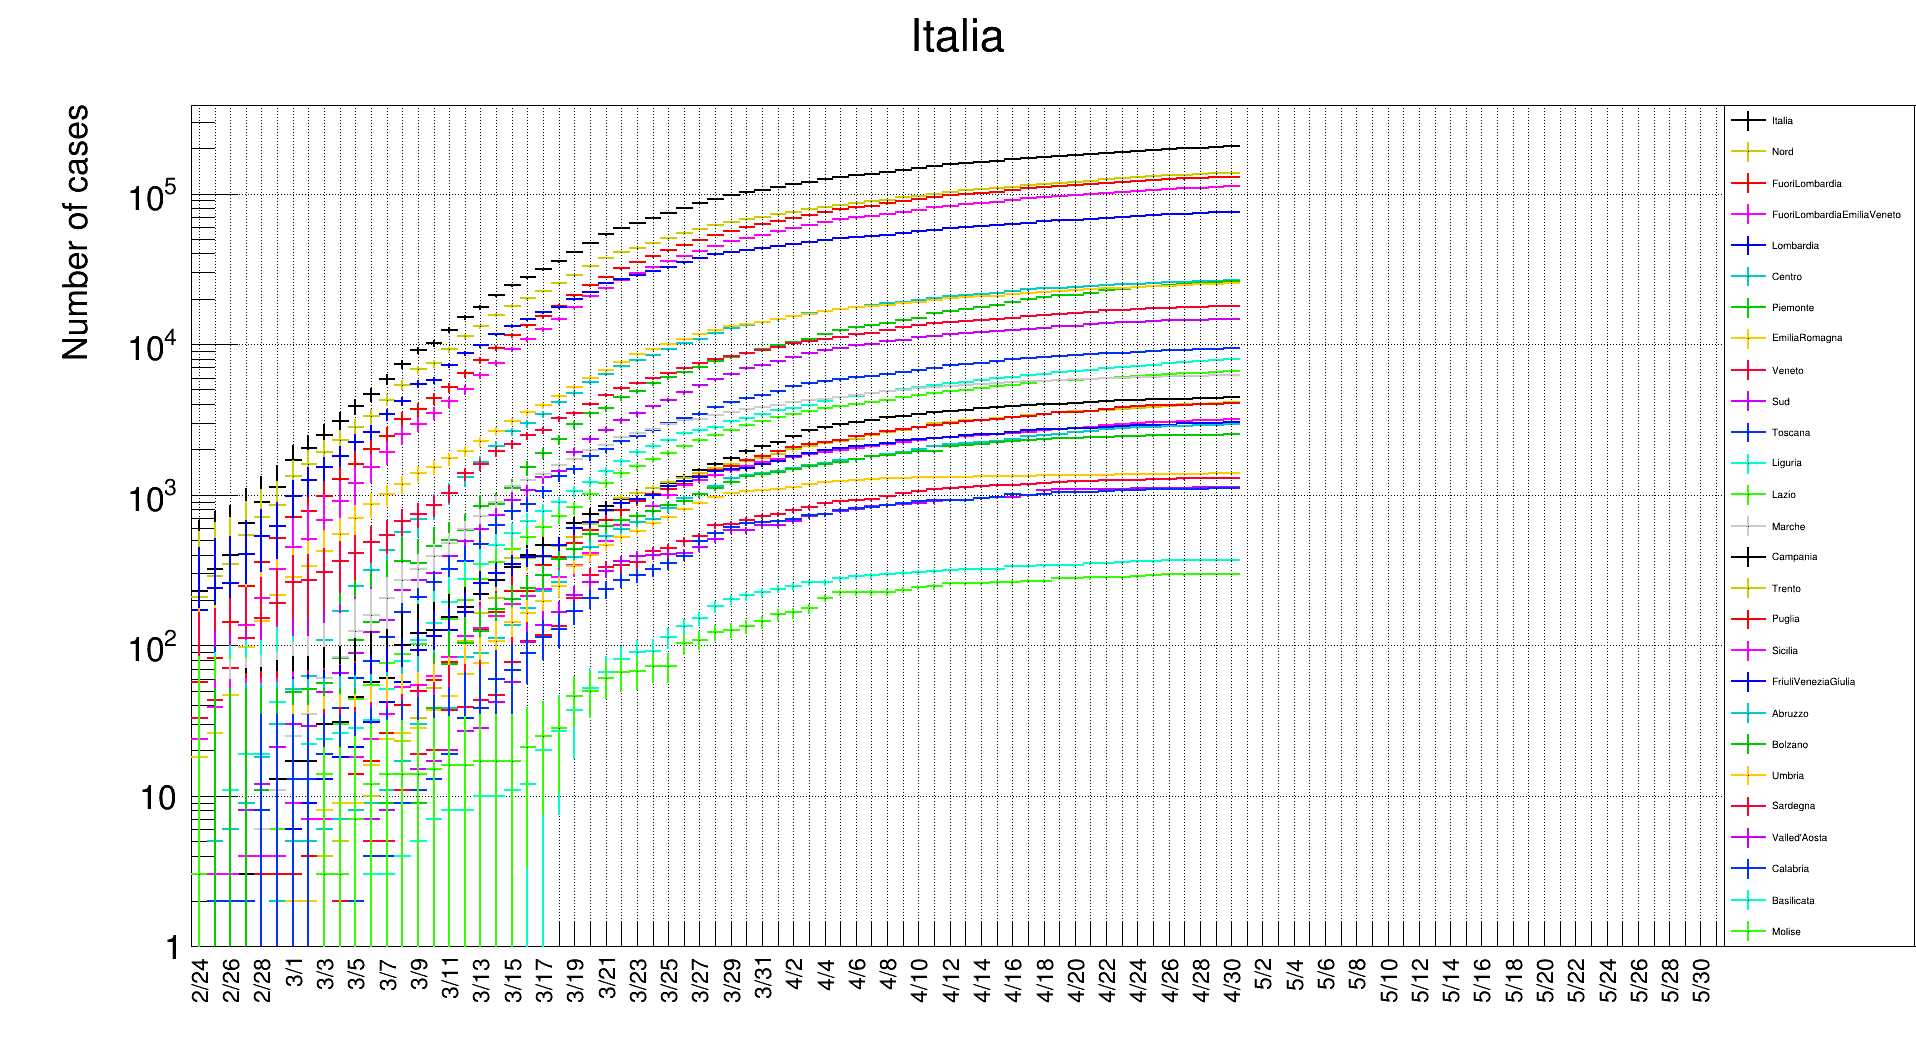 Italia
Number of cases
10^5
10^4
10^3
10^2
10
1
2/24
2/26
2/28
3/1
3/3
3/5
3/7
3/9
3/11
3/13
3/15
3/17
3/19
3/21
3/23
3/25
3/27
3/29
3/31
4/2
4/4
4/6
4/8
4/10
4/12
4/14
4/16
4/18
4/20
4/22
4/24
4/26
4/28
4/30
5/2
5/4
5/6
5/8
5/10
5/12
5/14
5/16
5/18
5/20
5/22
5/24
5/26
5/28
5/30
Italia
Nord
FuoriLombardia
FuoriLombardiaEmiliaVeneto
Lombardia
Centro
Piemonte
EmiliaRomagna
Veneto
Sud
Toscana
Liguria
Lazio
Marche
Campania
Trento
Puglia
Sicilia
FriuliVeneziaGiulia
Abruzzo
Bolzano
Umbria
Sardegna
Valled'Aosta
Calabria
Basilicata
Molise